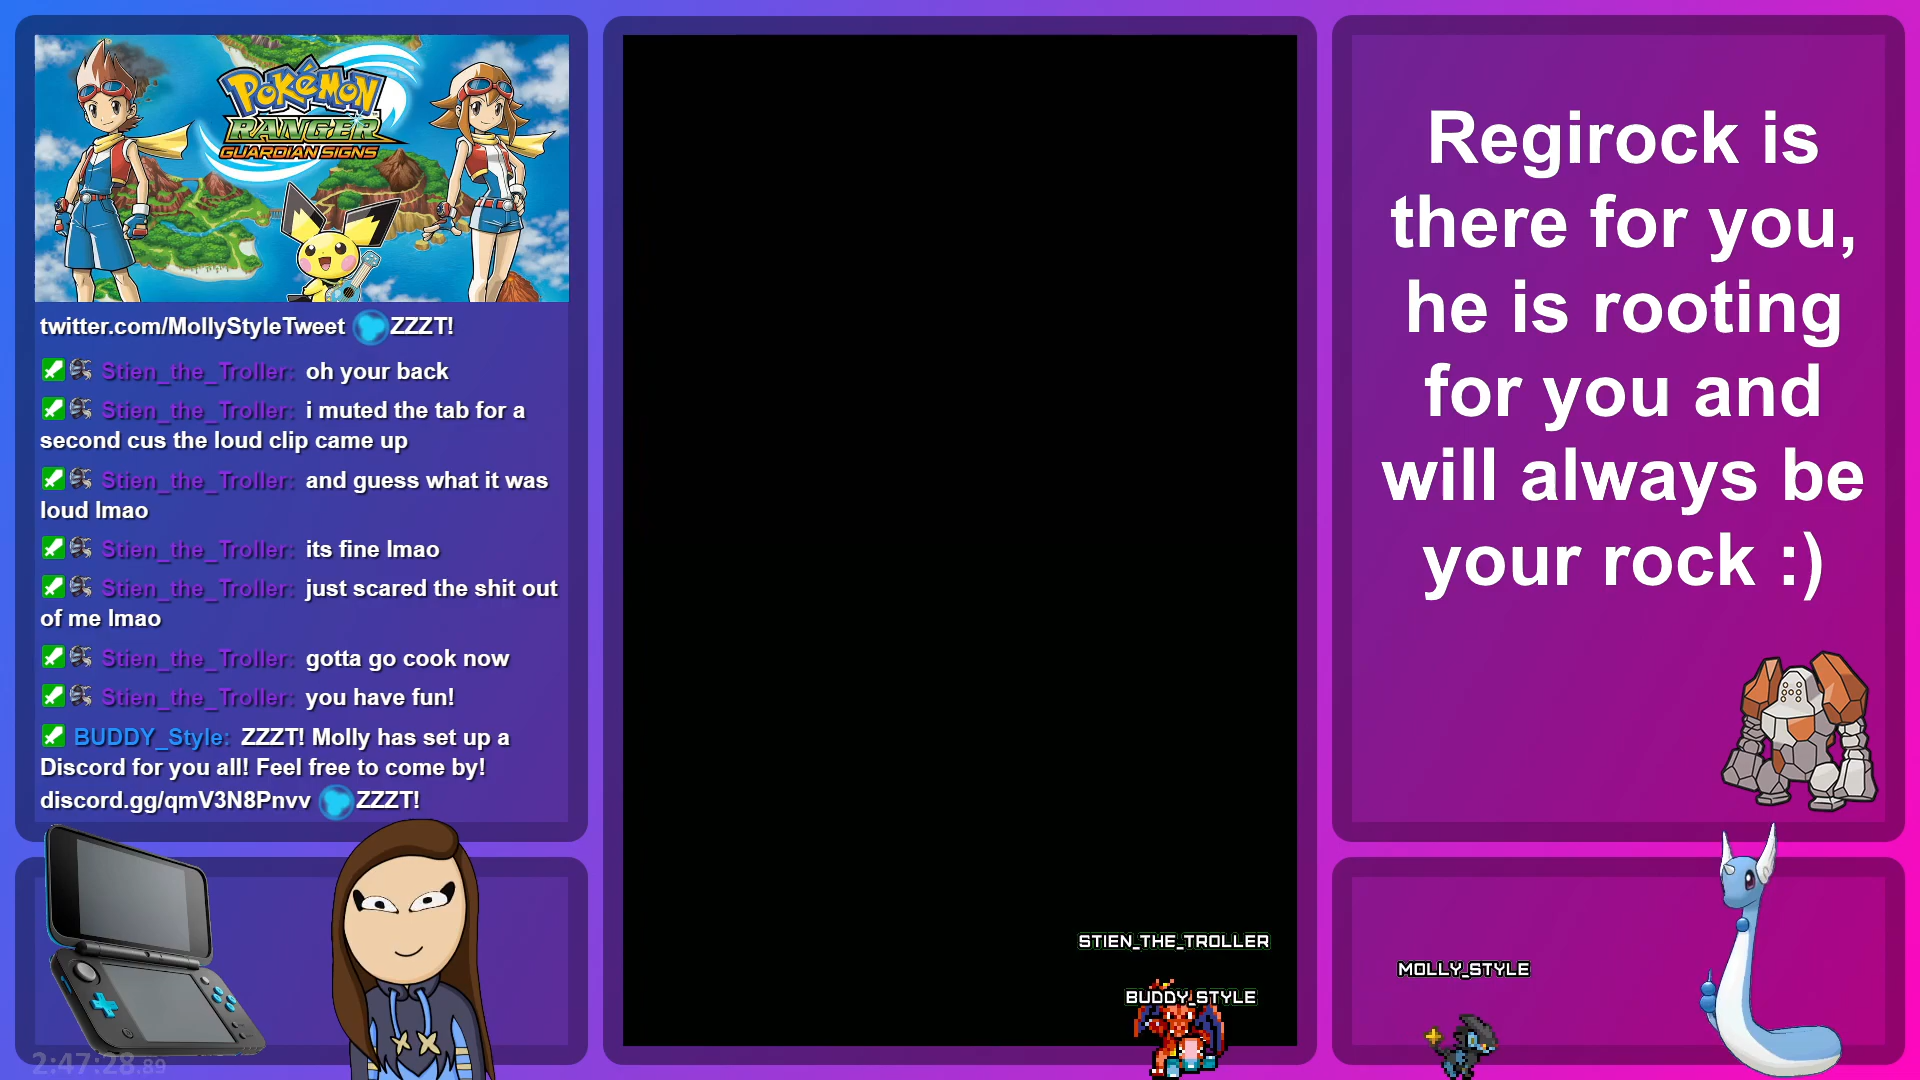 POKÉMON
RANGER
GUARDIAN SIGNS
twitter.com/MollyStyleTweet ZZZT!
Stien_the_Troller: oh your back
Stien_the_Troller: i muted the tab for a
second cus the loud clip came up
Stien_the_Troller: and guess what it was
loud lmao
Stien_the_Troller: its fine lmao
Stien_the_Troller: just scared the shit out
of me lmao
Stien_the_Troller: gotta go cook now
Stien_the_Troller: you have fun!
BUDDY_Style: ZZZT! Molly has set up a
Discord for you all! Feel free to come by!
discord.gg/qmV3N8Pnvv ZZZT!
2:47:28.89
STIEN_THE_TROLLER
BUDDY_STYLE
Regirock is
there for you,
he is rooting
for you and
will always be
your rock :)
MOLLY_STYLE